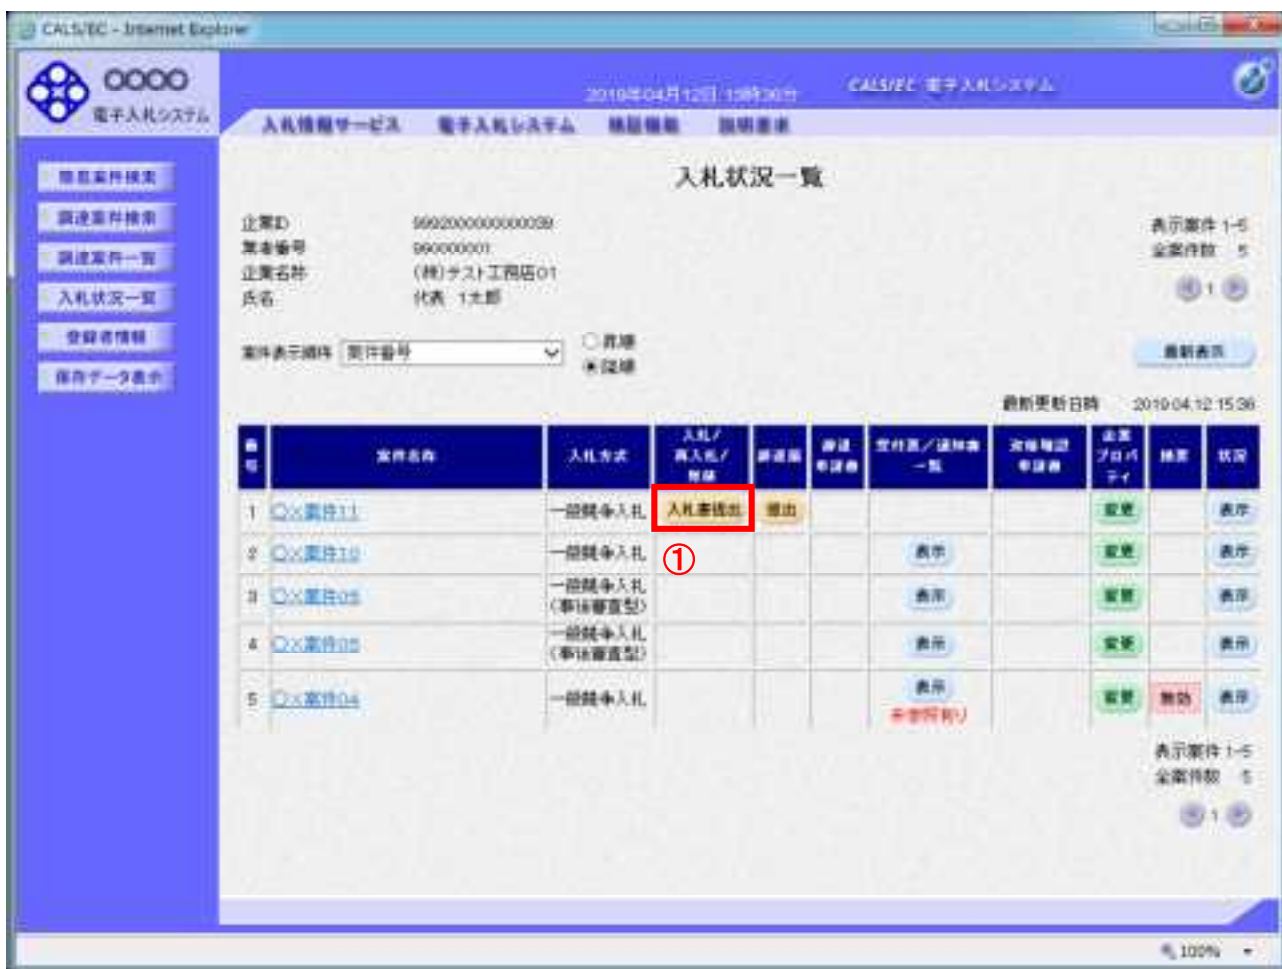 CALS/EC - Internet Explorer
OOOO
電子入札システム
2019年04月12日 15時36分
CALS/EC 電子入札システム
入札情報サービス 電子入札システム 検証機能 説明要求
簡易案件検索
調達案件検索
調達案件一覧
入札状況一覧
登録者情報
保存データ表示
入札状況一覧
企業ID 9992000000000039
業者番号 990000001
企業名称 (株)テスト工務店01
氏名 代表 1太郎
表示案件 1-5
全案件数 5
1
案件表示順序 案件番号
昇順
降順
最新表示
最新更新日時 2019.04.12 15:36
番号 案件名称 入札方式 入札/再入札/見積 辞退届 辞退申請書 受付票/通知書一覧 企業プロパティ 摘要 状況
1 〇×案件11 一般競争入札 入札書提出 提出 変更 表示
①
2 〇×案件10 一般競争入札 表示 変更 表示
3 〇×案件05 一般競争入札(事後審査型) 表示 変更 表示
4 〇×案件05 一般競争入札(事後審査型) 表示 変更 表示
5 〇×案件04 一般競争入札 表示 未参照有り 変更 無効 表示
表示案件 1-5
全案件数 5
1
100%